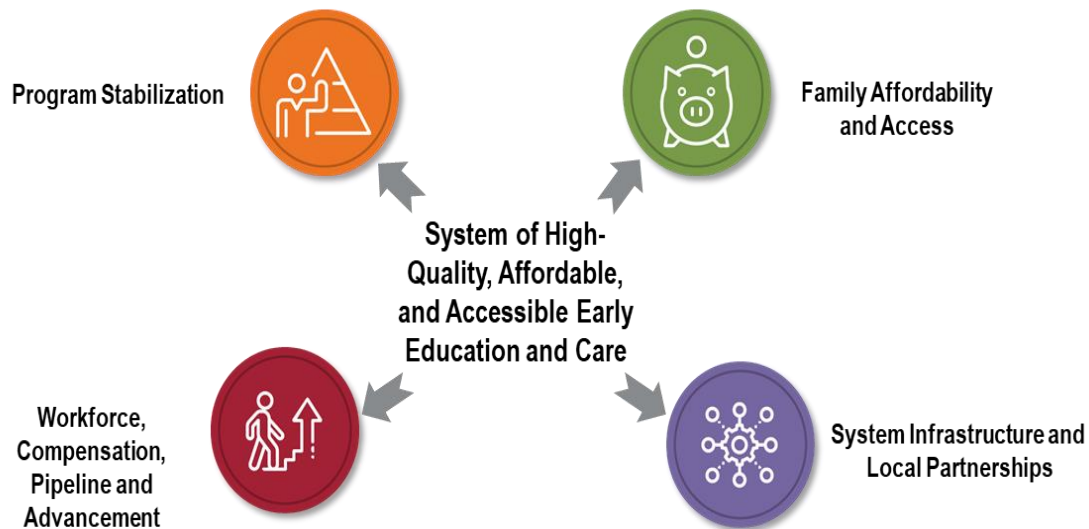 Program Stabilization
Family Affordability
and Access
System of High-
Quality, Affordable,
and Accessible Early
Education and Care
Workforce,
Compensation,
Pipeline and
Advancement
System Infrastructure and
Local Partnerships